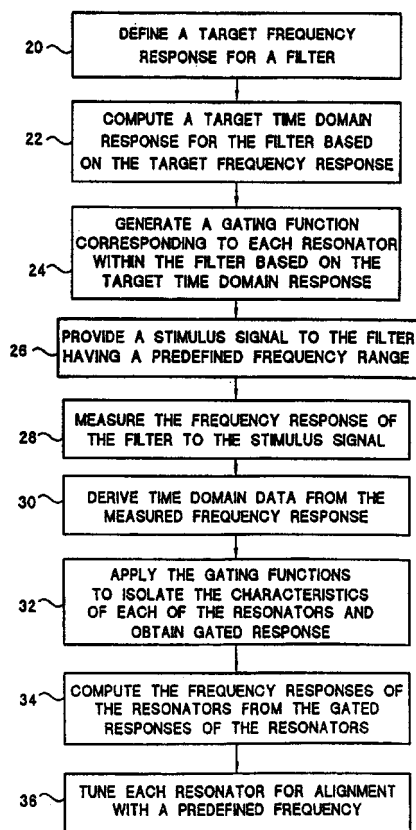 20
DEFINE A TARGET FREQUENCY
RESPONSE FOR A FILTER
22
COMPUTE A TARGET TIME DOMAIN
RESPONSE FOR THE FILTER BASED
ON THE TARGET FREQUENCY RESPONSE
24
GENERATE A GATING FUNCTION
CORRESPONDING TO EACH RESONATOR
WITHIN THE FILTER BASED ON THE
TARGET TIME DOMAIN RESPONSE
26
PROVIDE A STIMULUS SIGNAL TO THE FILTER
HAVING A PREDEFINED FREQUENCY RANGE
28
MEASURE THE FREQUENCY RESPONSE OF
THE FILTER TO THE STIMULUS SIGNAL
30
DERIVE TIME DOMAIN DATA FROM THE
MEASURED FREQUENCY RESPONSE
32
APPLY THE GATING FUNCTIONS
TO ISOLATE THE CHARACTERISTICS
OF EACH OF THE RESONATORS AND
OBTAIN GATED RESPONSE
34
COMPUTE THE FREQUENCY RESPONSES OF
THE RESONATORS FROM THE GATED
RESPONSES OF THE RESONATORS
36
TUNE EACH RESONATOR FOR ALIGNMENT
WITH A PREDEFINED FREQUENCY